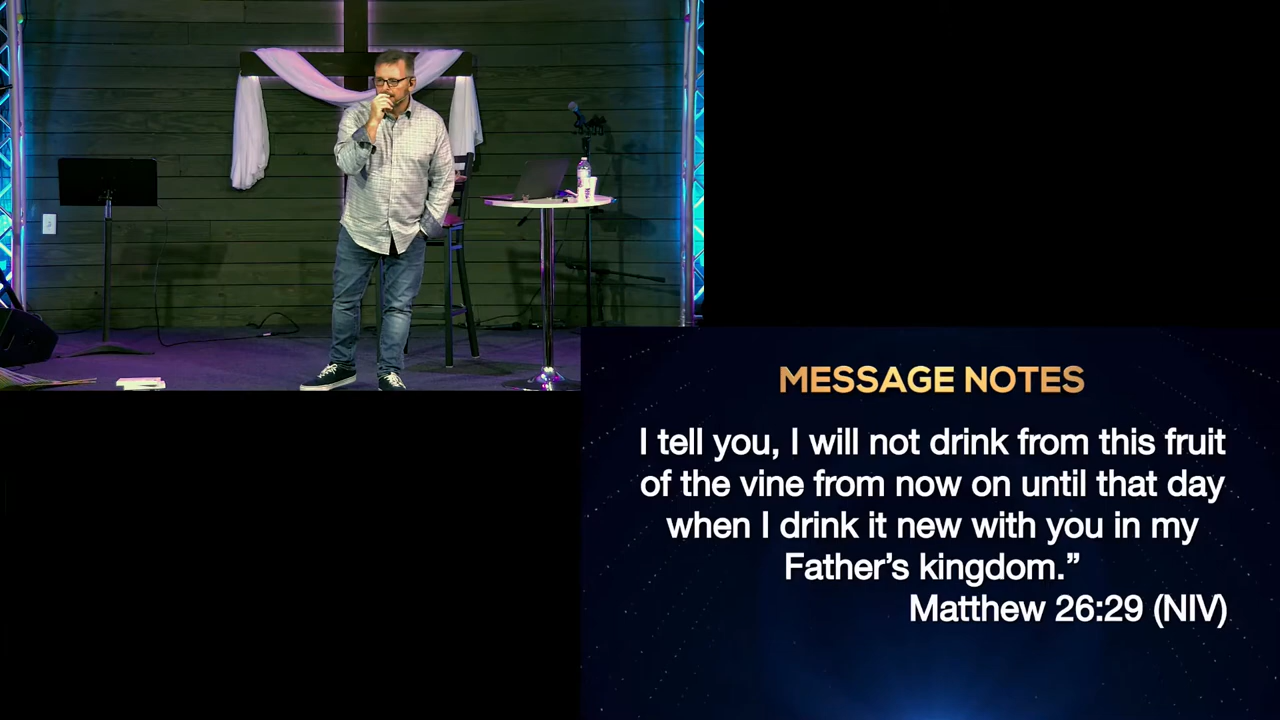 MESSAGE NOTES
I tell you, I will not drink from this fruit
of the vine from now on until that day
when I drink it new with you in my
Father’s kingdom.”
Matthew 26:29 (NIV)